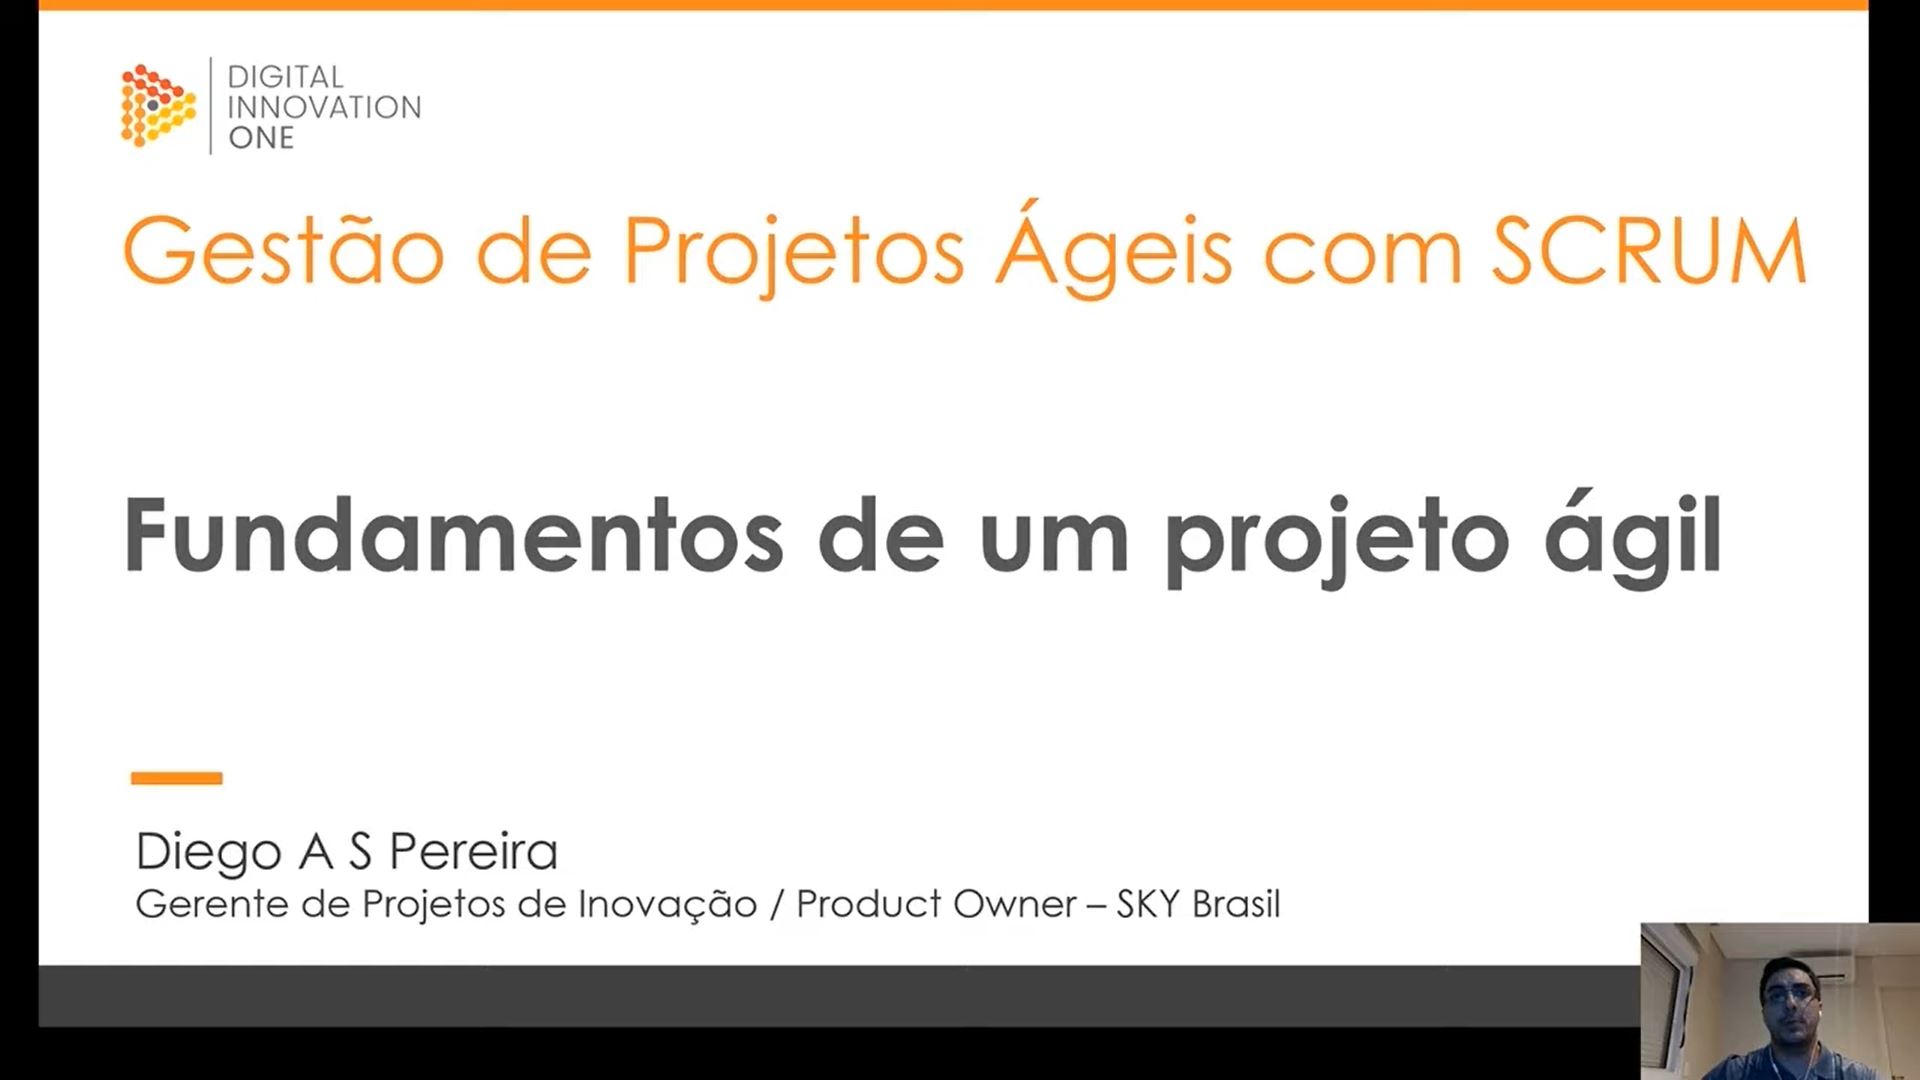 DIGITAL
INNOVATION
ONE
Gestão de Projetos Ágeis com SCRUM
Fundamentos de um projeto ágil
Diego A S Pereira
Gerente de Projetos de Inovação / Product Owner – SKY Brasil